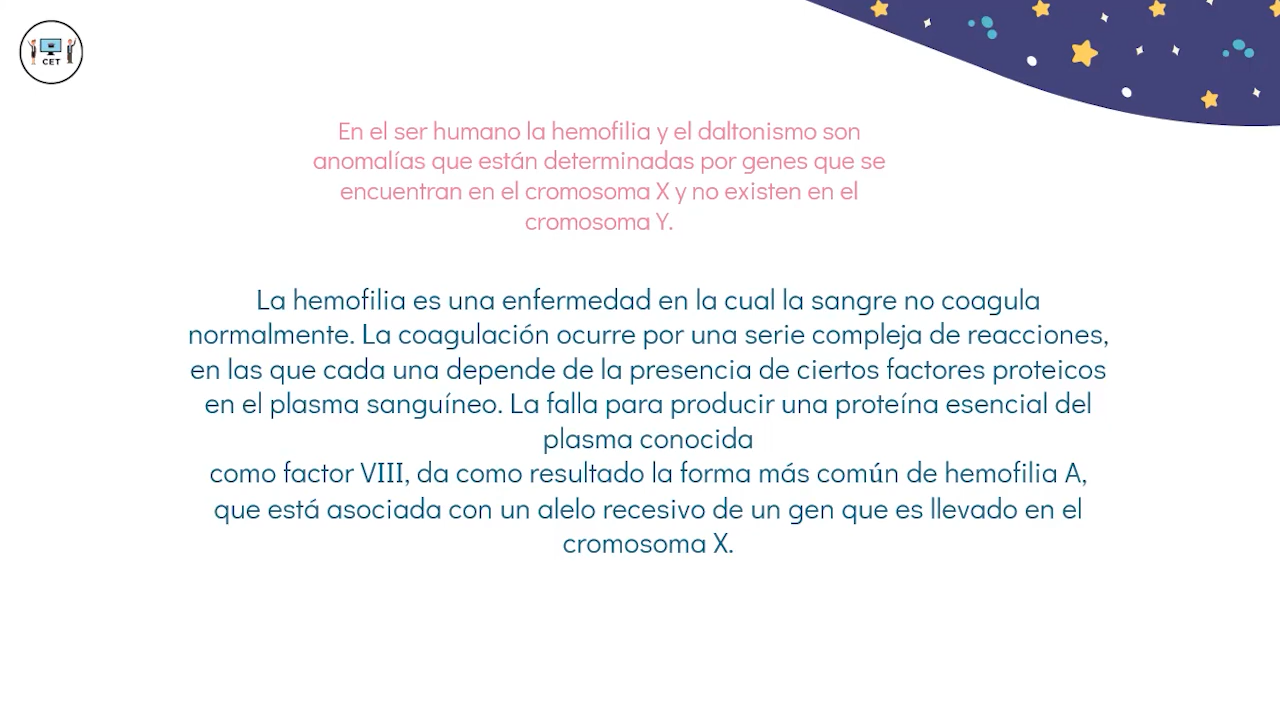 CET
En el ser humano la hemofilia y el daltonismo son
anomalías que están determinadas por genes que se
encuentran en el cromosoma X y no existen en el
cromosoma Y.
La hemofilia es una enfermedad en la cual la sangre no coagula
normalmente. La coagulación ocurre por una serie compleja de reacciones,
en las que cada una depende de la presencia de ciertos factores proteicos
en el plasma sanguíneo. La falla para producir una proteína esencial del
plasma conocida
como factor VIII, da como resultado la forma más común de hemofilia A,
que está asociada con un alelo recesivo de un gen que es llevado en el
cromosoma X.